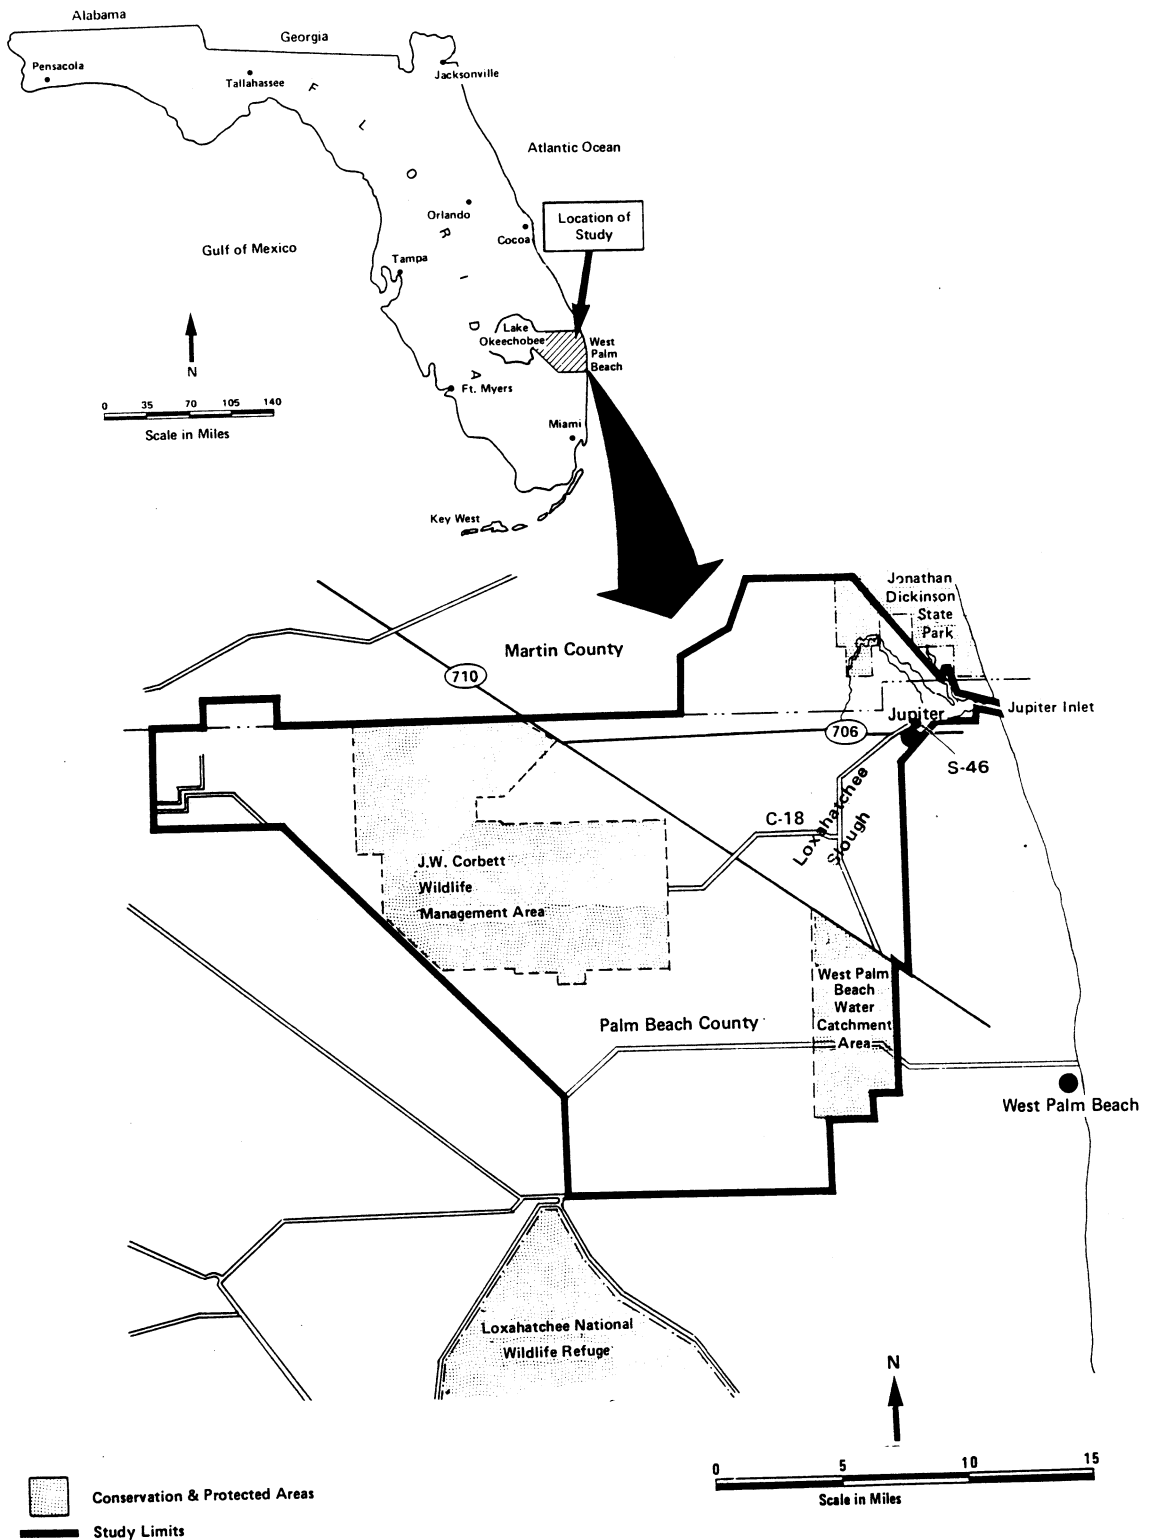 Alabama
Georgia
Pensacola
Tallahassee
Jacksonville
F
L
O
R
I
D
A
Atlantic Ocean
Orlando
Location of
Study
Cocoa
Gulf of Mexico
Tampa
Lake
Okeechobee
West
Palm
Beach
N
Ft. Myers
0 35 70 105 140
Scale in Miles
Miami
Key West
Jonathan
Dickinson
State
Park
Martin County
710
Jupiter Inlet
Jupiter
706
S-46
C-18
Loxahatchee
Slough
J.W. Corbett
Wildlife
Management Area
West Palm
Beach
Water
Catchment
Area
Palm Beach County
West Palm Beach
Loxahatchee National
Wildlife Refuge
N
0 5 10 15
Scale in Miles
Conservation & Protected Areas
Study Limits